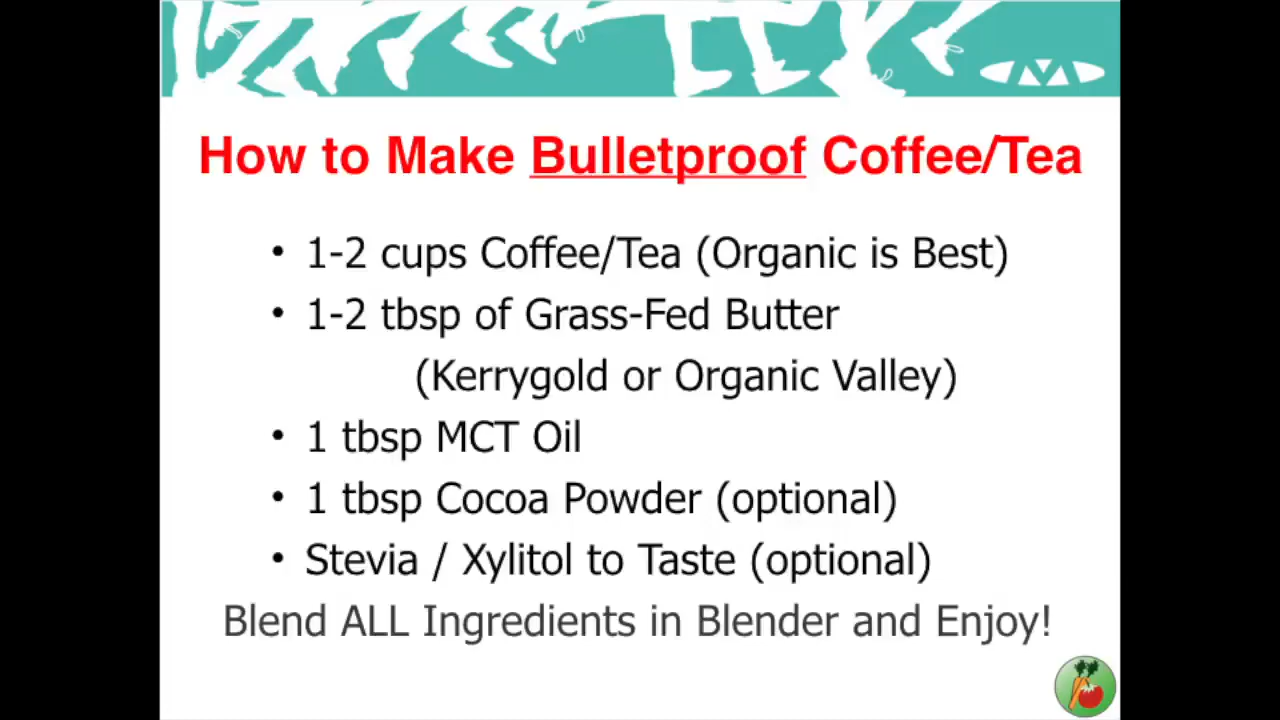 How to Make Bulletproof Coffee/Tea
• 1-2 cups Coffee/Tea (Organic is Best)
• 1-2 tbsp of Grass-Fed Butter
(Kerrygold or Organic Valley)
• 1 tbsp MCT Oil
• 1 tbsp Cocoa Powder (optional)
• Stevia / Xylitol to Taste (optional)
Blend ALL Ingredients in Blender and Enjoy!